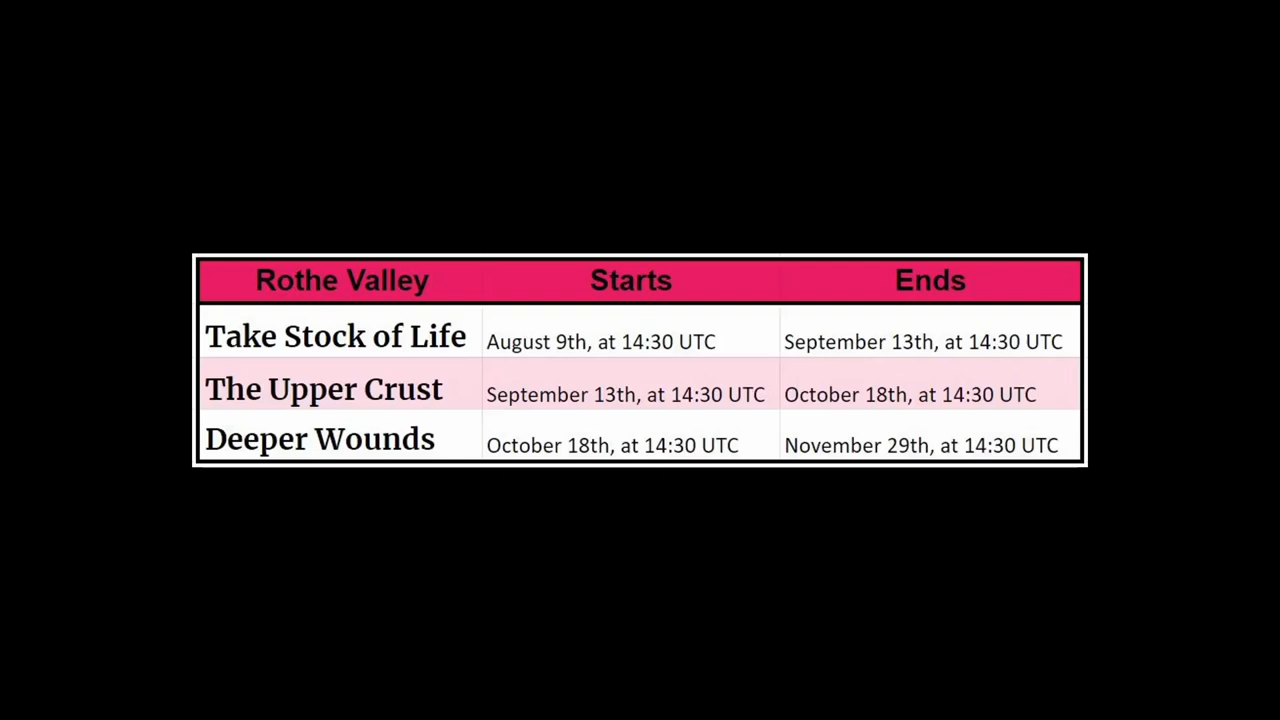 Rothe Valley Starts Ends
Take Stock of Life August 9th, at 14:30 UTC September 13th, at 14:30 UTC
The Upper Crust September 13th, at 14:30 UTC October 18th, at 14:30 UTC
Deeper Wounds October 18th, at 14:30 UTC November 29th, at 14:30 UTC